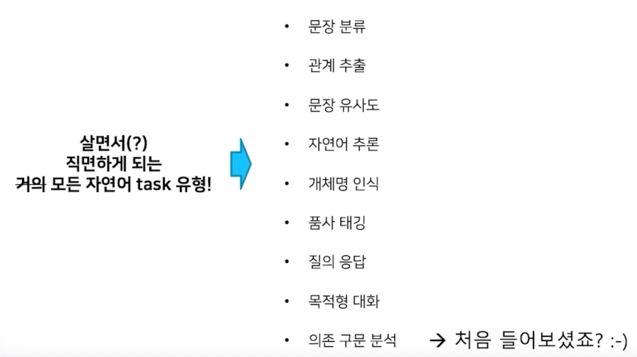 살면서(?)
직면하게 되는
거의 모든 자연어 task 유형!
• 문장 분류
• 관계 추출
• 문장 유사도
• 자연어 추론
• 개체명 인식
• 품사 태깅
• 질의 응답
• 목적형 대화
• 의존 구문 분석 → 처음 들어보셨죠? :-)